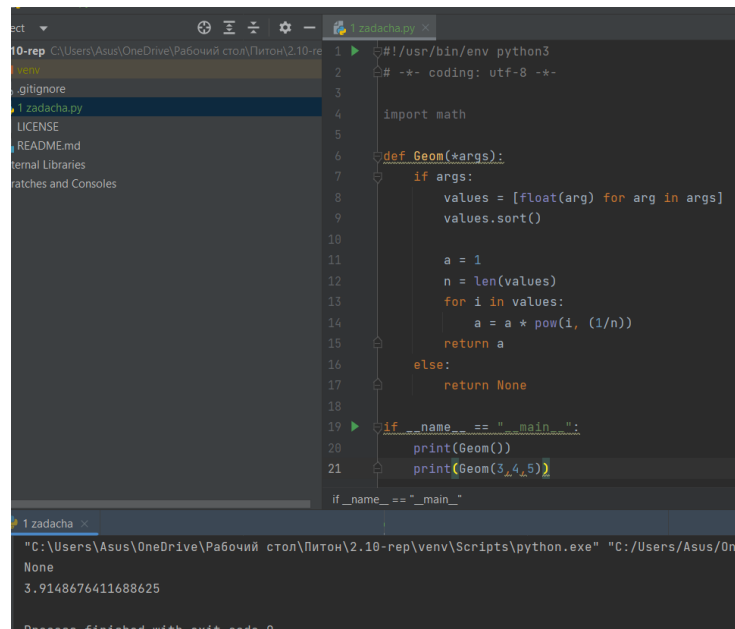 ect
10-rep C:\Users\Asus\OneDrive\Рабочий стол\Питон\2.10-re
venv
.gitignore
1 zadacha.py
LICENSE
README.md
ternal Libraries
ratches and Consoles
1 zadacha.py
1 #!/usr/bin/env python3
2 # -*- coding: utf-8 -*-
3
4 import math
5
6 def Geom(*args):
7 if args:
8 values = [float(arg) for arg in args]
9 values.sort()
10
11 a = 1
12 n = len(values)
13 for i in values:
14 a = a * pow(i, (1/n))
15 return a
16 else:
17 return None
18
19 if __name__ == "__main__":
20 print(Geom())
21 print(Geom(3,4,5))
if __name__ == "__main__"
1 zadacha
"C:\Users\Asus\OneDrive\Рабочий стол\Питон\2.10-rep\venv\Scripts\python.exe" "C:/Users/Asus/On
None
3.9148676411688625
Process finished with exit code 0